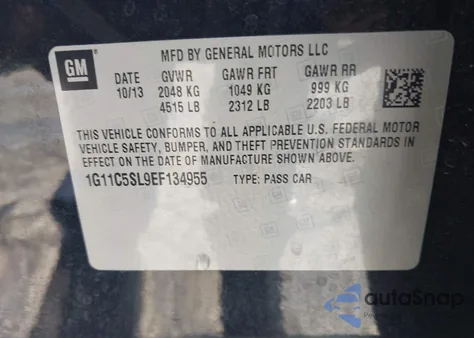 GM
MFD BY GENERAL MOTORS LLC
DATE GVWR GAWR FRT GAWR RR
10/13 2048 KG 1049 KG 999 KG
4515 LB 2312 LB 2203 LB
THIS VEHICLE CONFORMS TO ALL APPLICABLE U.S. FEDERAL MOTOR
VEHICLE SAFETY, BUMPER, AND THEFT PREVENTION STANDARDS IN
EFFECT ON THE DATE OF MANUFACTURE SHOWN ABOVE.
1G11C5SL9EF134955 TYPE: PASS CAR
autoSnap